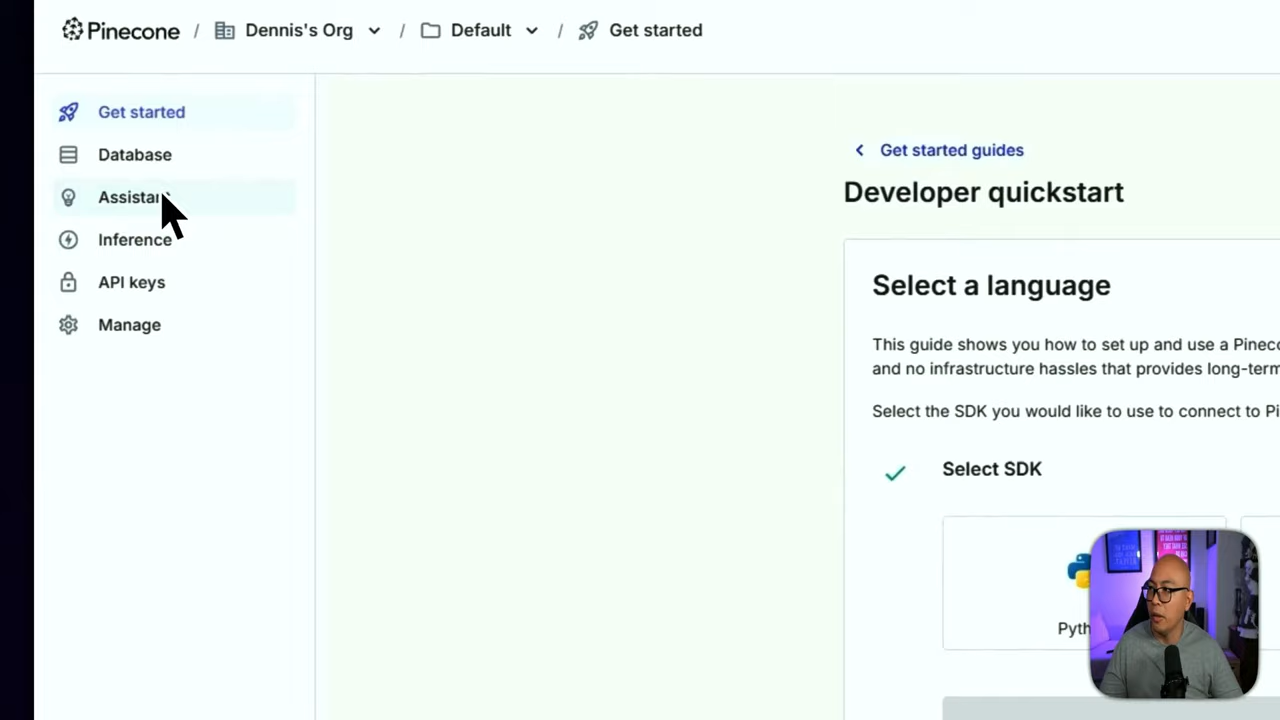 Pinecone / Dennis's Org / Default / Get started
Get started
Database
Assistant
Inference
API keys
Manage
Get started guides
Developer quickstart
Select a language
This guide shows you how to set up and use a Pinec
and no infrastructure hassles that provides long-term
Select the SDK you would like to use to connect to Pi
Select SDK
Pyth